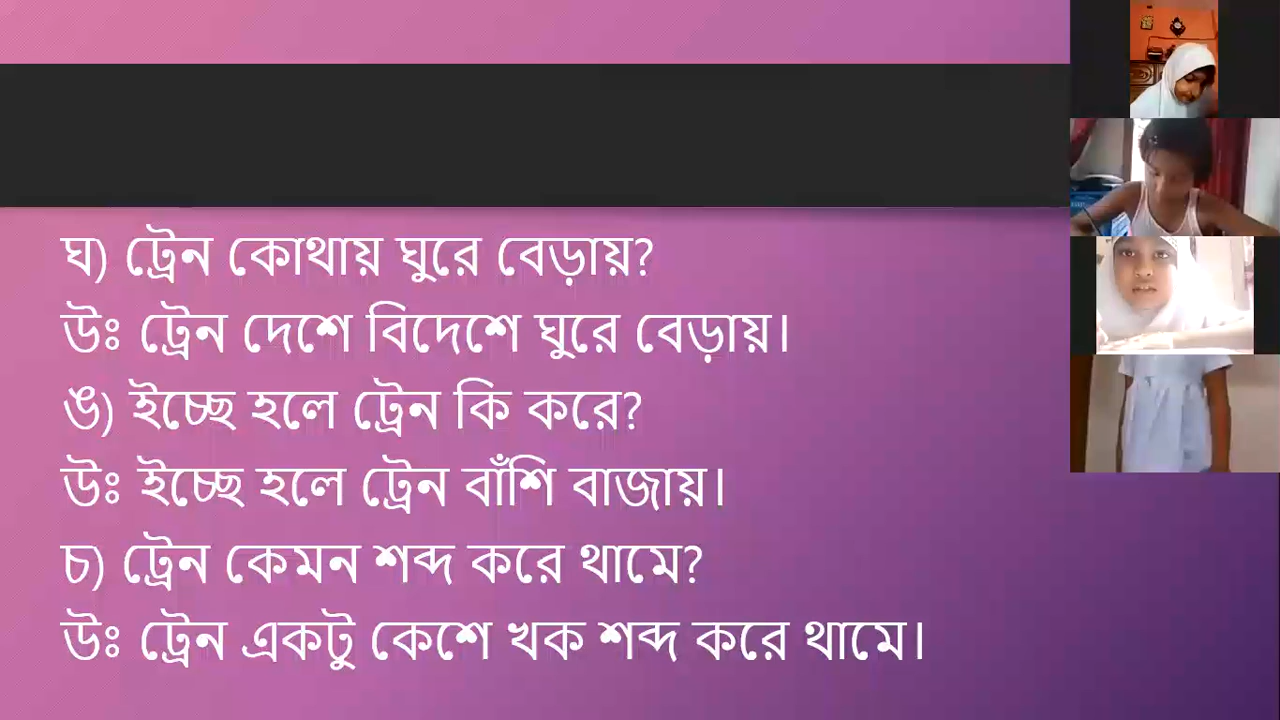 ঘ) ট্রেন কোথায় ঘুরে বেড়ায়?
উঃ ট্রেন দেশে বিদেশে ঘুরে বেড়ায়।
ঙ) ইচ্ছে হলে ট্রেন কি করে?
উঃ ইচ্ছে হলে ট্রেন বাঁশি বাজায়।
চ) ট্রেন কেমন শব্দ করে থামে?
উঃ ট্রেন একটু কেশে খক শব্দ করে থামে।